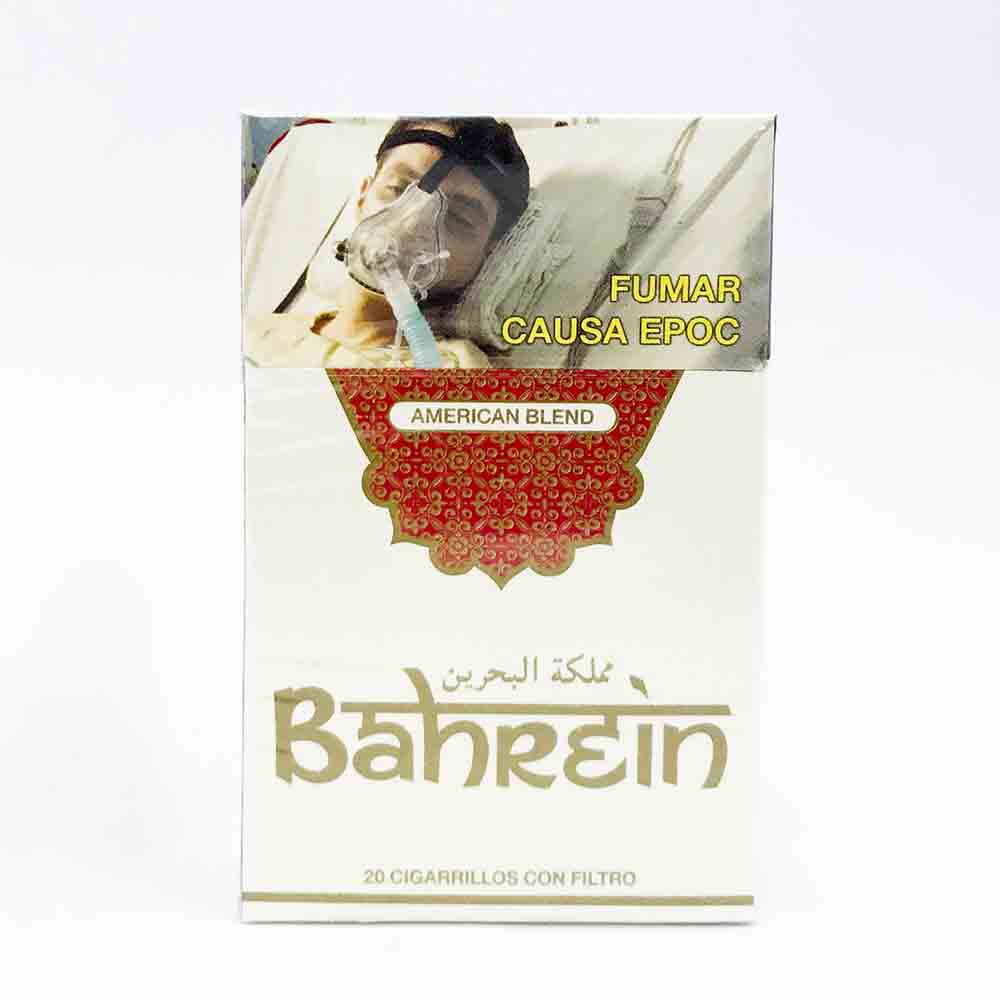 FUMAR
CAUSA EPOC
AMERICAN BLEND
مملكة البحرين
Bahrein
20 CIGARRILLOS CON FILTRO